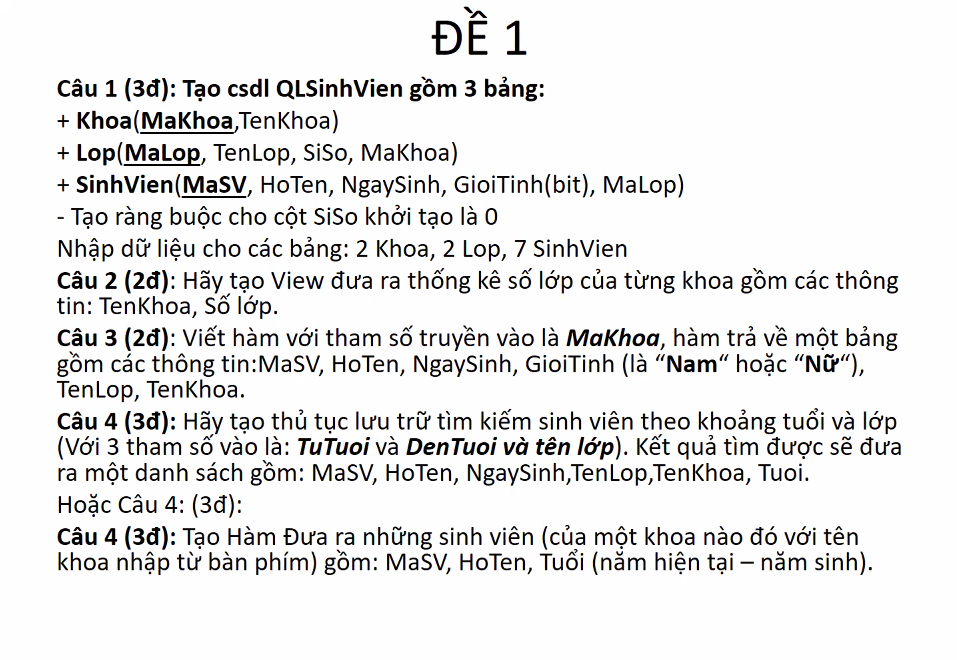 ĐỀ 1
Câu 1 (3đ): Tạo csdl QLSinhVien gồm 3 bảng:
+ Khoa(MaKhoa,TenKhoa)
+ Lop(MaLop, TenLop, SiSo, MaKhoa)
+ SinhVien(MaSV, HoTen, NgaySinh, GioiTinh(bit), MaLop)
- Tạo ràng buộc cho cột SiSo khởi tạo là 0
Nhập dữ liệu cho các bảng: 2 Khoa, 2 Lop, 7 SinhVien
Câu 2 (2đ): Hãy tạo View đưa ra thống kê số lớp của từng khoa gồm các thông
tin: TenKhoa, Số lớp.
Câu 3 (2đ): Viết hàm với tham số truyền vào là MaKhoa, hàm trả về một bảng
gồm các thông tin:MaSV, HoTen, NgaySinh, GioiTinh (là “Nam“ hoặc “Nữ“),
TenLop, TenKhoa.
Câu 4 (3đ): Hãy tạo thủ tục lưu trữ tìm kiếm sinh viên theo khoảng tuổi và lớp
(Với 3 tham số vào là: TuTuoi và DenTuoi và tên lớp). Kết quả tìm được sẽ đưa
ra một danh sách gồm: MaSV, HoTen, NgaySinh,TenLop,TenKhoa, Tuoi.
Hoặc Câu 4: (3đ):
Câu 4 (3đ): Tạo Hàm Đưa ra những sinh viên (của một khoa nào đó với tên
khoa nhập từ bàn phím) gồm: MaSV, HoTen, Tuổi (năm hiện tại – năm sinh).